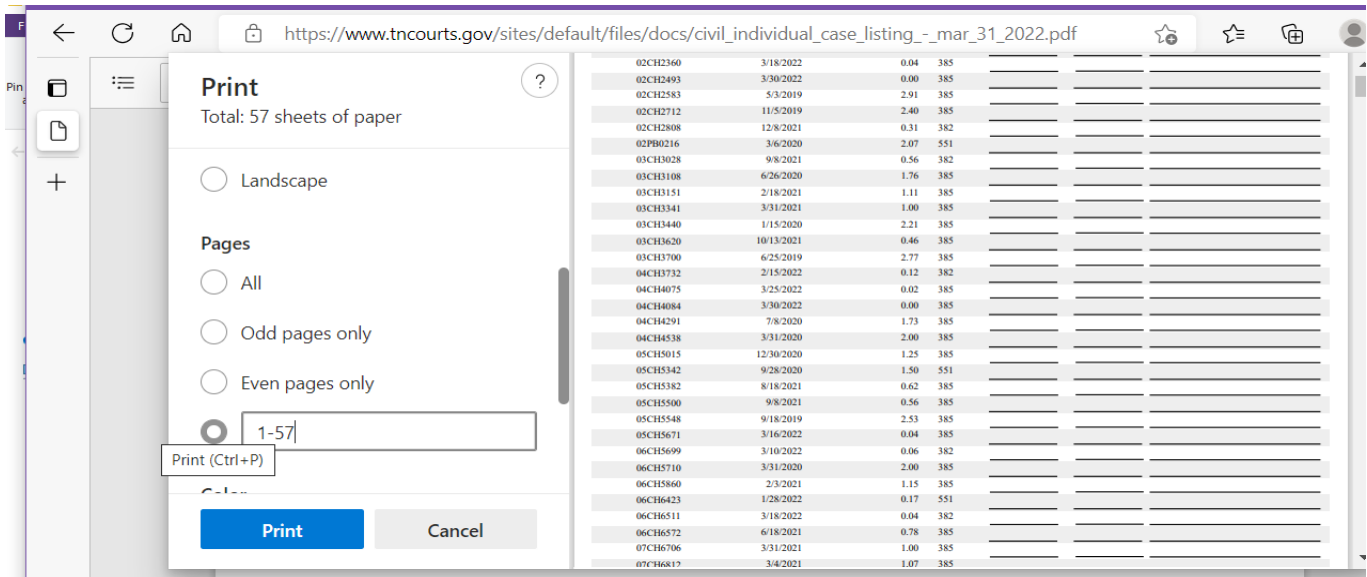 F
https://www.tncourts.gov/sites/default/files/docs/civil_individual_case_listing_-_mar_31_2022.pdf
Pin
Print
?
Total: 57 sheets of paper
Landscape
Pages
All
Odd pages only
Even pages only
1-57
Print (Ctrl+P)
Color
Print Cancel
02CH2360 3/18/2022 0.04 385
02CH2493 3/30/2022 0.00 385
02CH2583 5/3/2019 2.91 385
02CH2712 11/5/2019 2.40 385
02CH2808 12/8/2021 0.31 382
02PB0216 3/6/2020 2.07 551
03CH3028 9/8/2021 0.56 382
03CH3108 6/26/2020 1.76 385
03CH3151 2/18/2021 1.11 385
03CH3341 3/31/2021 1.00 385
03CH3440 1/15/2020 2.21 385
03CH3620 10/13/2021 0.46 385
03CH3700 6/25/2019 2.77 385
04CH3732 2/15/2022 0.12 382
04CH4075 3/25/2022 0.02 385
04CH4084 3/30/2022 0.00 385
04CH4291 7/8/2020 1.73 385
04CH4538 3/31/2020 2.00 385
05CH5015 12/30/2020 1.25 385
05CH5342 9/28/2020 1.50 551
05CH5382 8/18/2021 0.62 385
05CH5500 9/8/2021 0.56 385
05CH5548 9/18/2019 2.53 385
05CH5671 3/16/2022 0.04 385
06CH5699 3/10/2022 0.06 382
06CH5710 3/31/2020 2.00 385
06CH5860 2/3/2021 1.15 385
06CH6423 1/28/2022 0.17 551
06CH6511 3/18/2022 0.04 382
06CH6572 6/18/2021 0.78 385
07CH6706 3/31/2021 1.00 385
07CH6812 3/4/2021 1.07 385